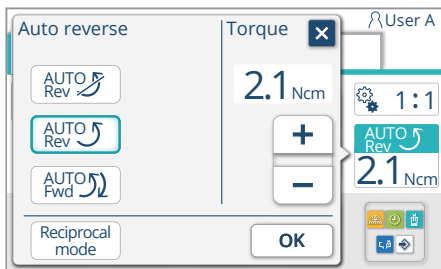 Auto reverse
Torque
User A
AUTO
Rev
2.1 Ncm
1:1
AUTO
Rev
+
AUTO
Rev
2.1 Ncm
AUTO
Fwd
−
Reciprocal
mode
OK